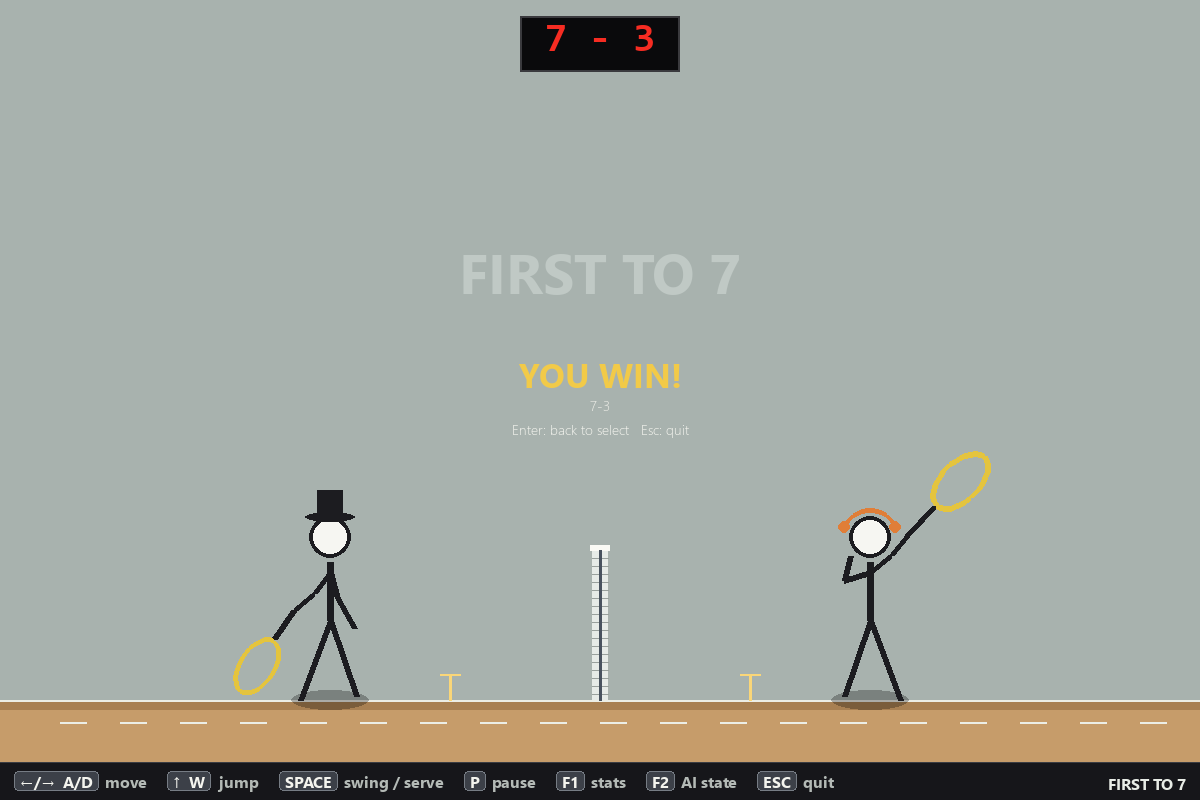 7 - 3
FIRST TO 7
YOU WIN!
7-3
Enter: back to select Esc: quit
←/→ A/D move ↑ W jump SPACE swing / serve P pause F1 stats F2 AI state ESC quit FIRST TO 7